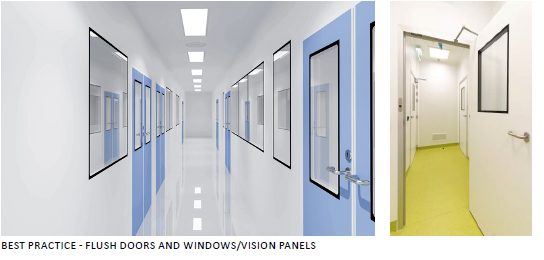 BEST PRACTICE - FLUSH DOORS AND WINDOWS/VISION PANELS